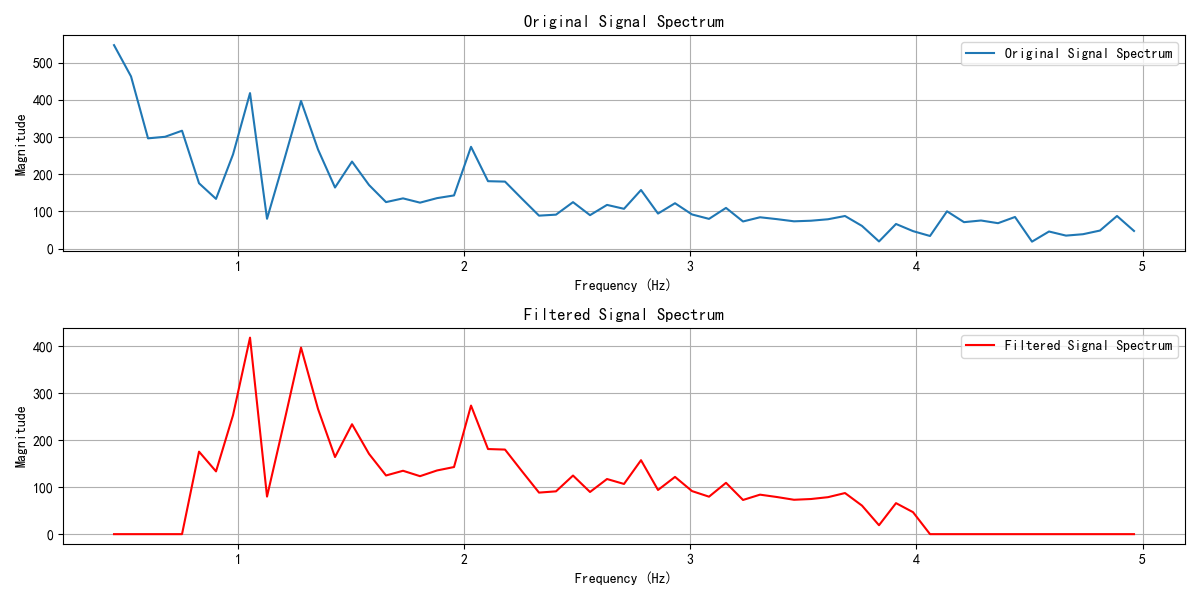 Original Signal Spectrum
Original Signal Spectrum
Magnitude
500
400
300
200
100
0
1 2 3 4 5
Frequency (Hz)
Filtered Signal Spectrum
Filtered Signal Spectrum
Magnitude
400
300
200
100
0
1 2 3 4 5
Frequency (Hz)